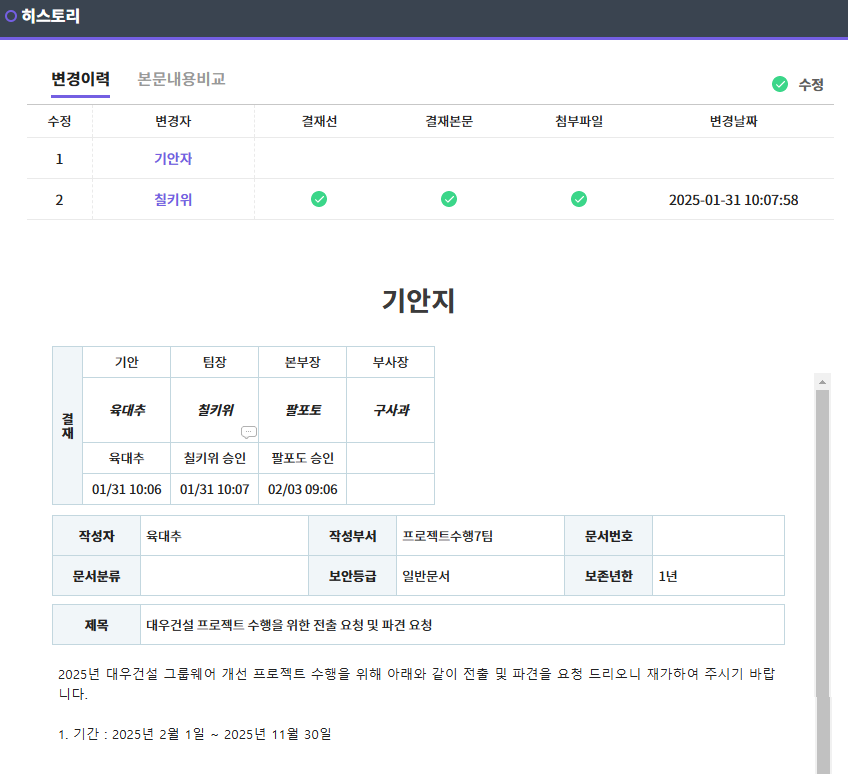 히스토리
변경이력 본문내용비교
수정
수정 변경자 결재선 결재본문 첨부파일 변경날짜
1 기안자
2 칠키위 2025-01-31 10:07:58
기안지
결재
기안 팀장 본부장 부사장
육대추 칠키위 팔포토 구사과
육대추 칠키위 승인 팔포도 승인
01/31 10:06 01/31 10:07 02/03 09:06
작성자 육대추 작성부서 프로젝트수행7팀 문서번호
문서분류 보안등급 일반문서 보존년한 1년
제목 대우건설 프로젝트 수행을 위한 전출 요청 및 파견 요청
2025년 대우건설 그룹웨어 개선 프로젝트 수행을 위해 아래와 같이 전출 및 파견을 요청 드리오니 재가하여 주시기 바랍
니다.
1. 기간 : 2025년 2월 1일 ~ 2025년 11월 30일